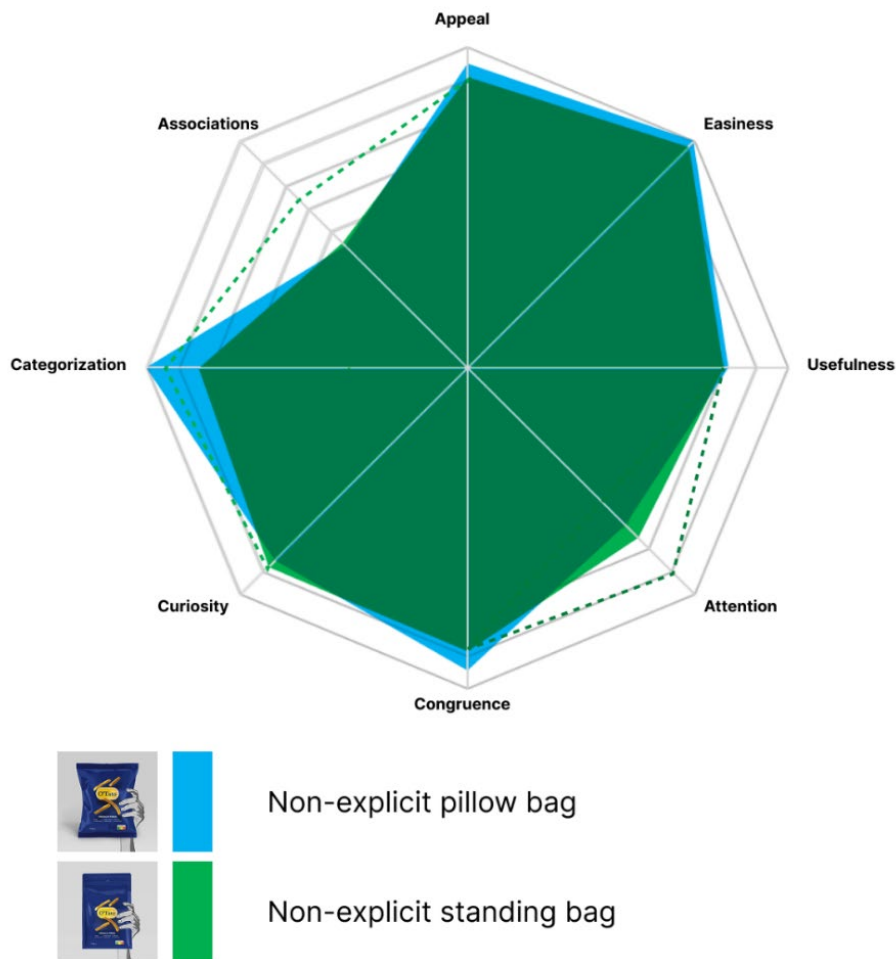 Appeal
Associations
Easiness
Categorization
Usefulness
Curiosity
Attention
Congruence
Non-explicit pillow bag
Non-explicit standing bag